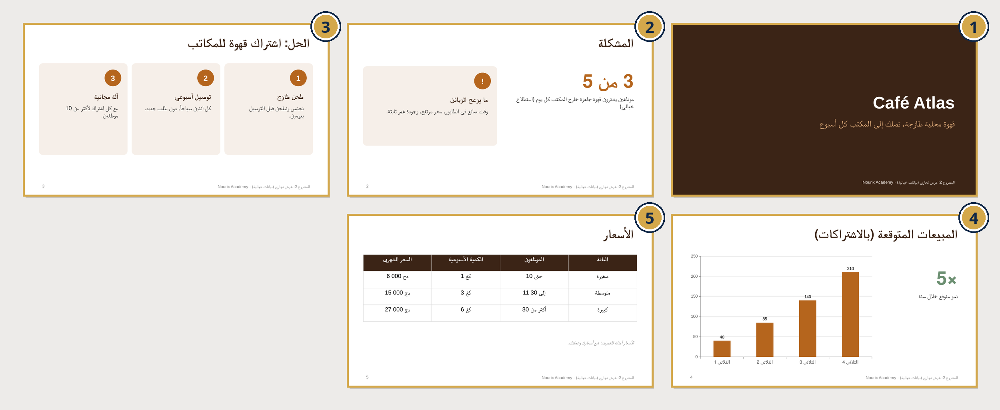 1
Café Atlas
قهوة محلية طازجة، تصلك إلى المكتب كل أسبوع
المشروع 2: عرض تجاري (بيانات خيالية) · Nourix Academy
2
المشكلة
3 من 5
موظفين يشترون قهوة جاهزة خارج المكتب كل يوم (استطلاع
خيالي)
!
ما يزعج الزبائن
وقت ضائع في الطابور، سعر مرتفع، وجودة غير ثابتة.
المشروع 2: عرض تجاري (بيانات خيالية) · Nourix Academy
2
3
الحل: اشتراك قهوة للمكاتب
1
طحن طازج
نحمّص ونطحن قبل التوصيل
بيومين.
2
توصيل أسبوعي
كل اثنين صباحاً، دون طلب جديد.
3
آلة مجانية
مع كل اشتراك لأكثر من 10
موظفين.
المشروع 2: عرض تجاري (بيانات خيالية) · Nourix Academy
3
4
المبيعات المتوقعة (بالاشتراكات)
5×
نمو متوقع خلال سنة
250
200
150
100
50
0
40
85
140
210
الثلاثي 1
الثلاثي 2
الثلاثي 3
الثلاثي 4
المشروع 2: عرض تجاري (بيانات خيالية) · Nourix Academy
4
5
الأسعار
الباقة الموظفون الكمية الأسبوعية السعر الشهري
صغيرة حتى 10 1 كغ 6 000 دج
متوسطة 11 إلى 30 3 كغ 15 000 دج
كبيرة أكثر من 30 6 كغ 27 000 دج
الأسعار أمثلة للتمرين: ضع أسعارك وعملتك.
المشروع 2: عرض تجاري (بيانات خيالية) · Nourix Academy
5